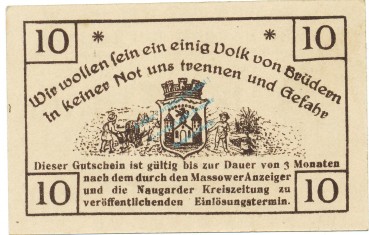 10 * * 10
Wir wollen sein ein einig Volk von Brüdern
In keiner Not uns trennen und Gefahr
Dieser Gutschein ist gültig bis zur Dauer von 3 Monaten
10 nach dem durch den Massower Anzeiger 10
und die Naugarder Kreiszeitung zu
veröffentlichenden Einlösungstermin.